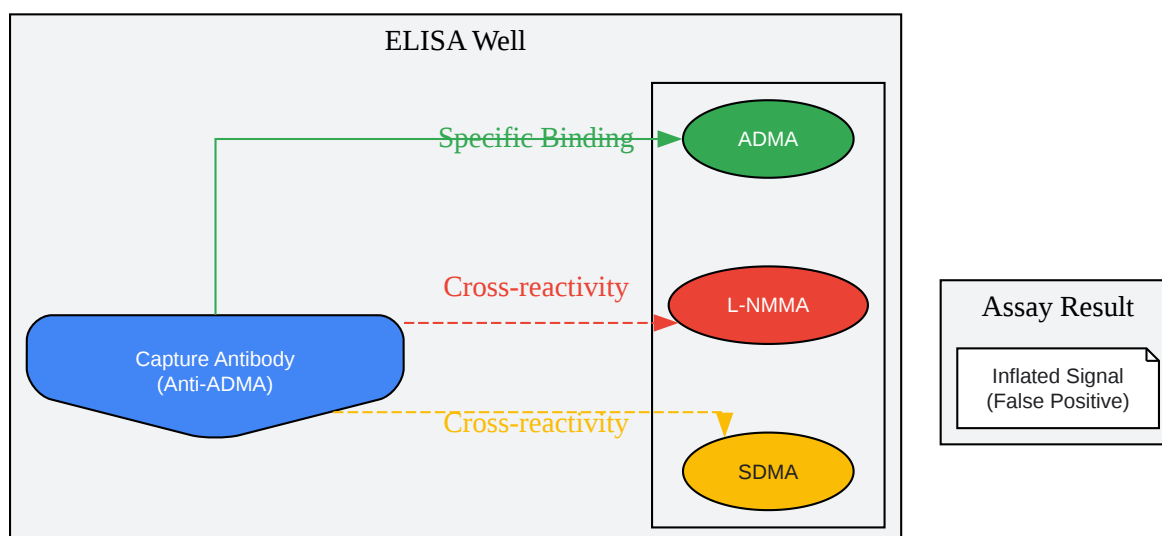 ELISA Well
Specific Binding
ADMA
Cross-reactivity
L-NMMA
Capture Antibody
(Anti-ADMA)
Cross-reactivity
SDMA
Assay Result
Inflated Signal
(False Positive)